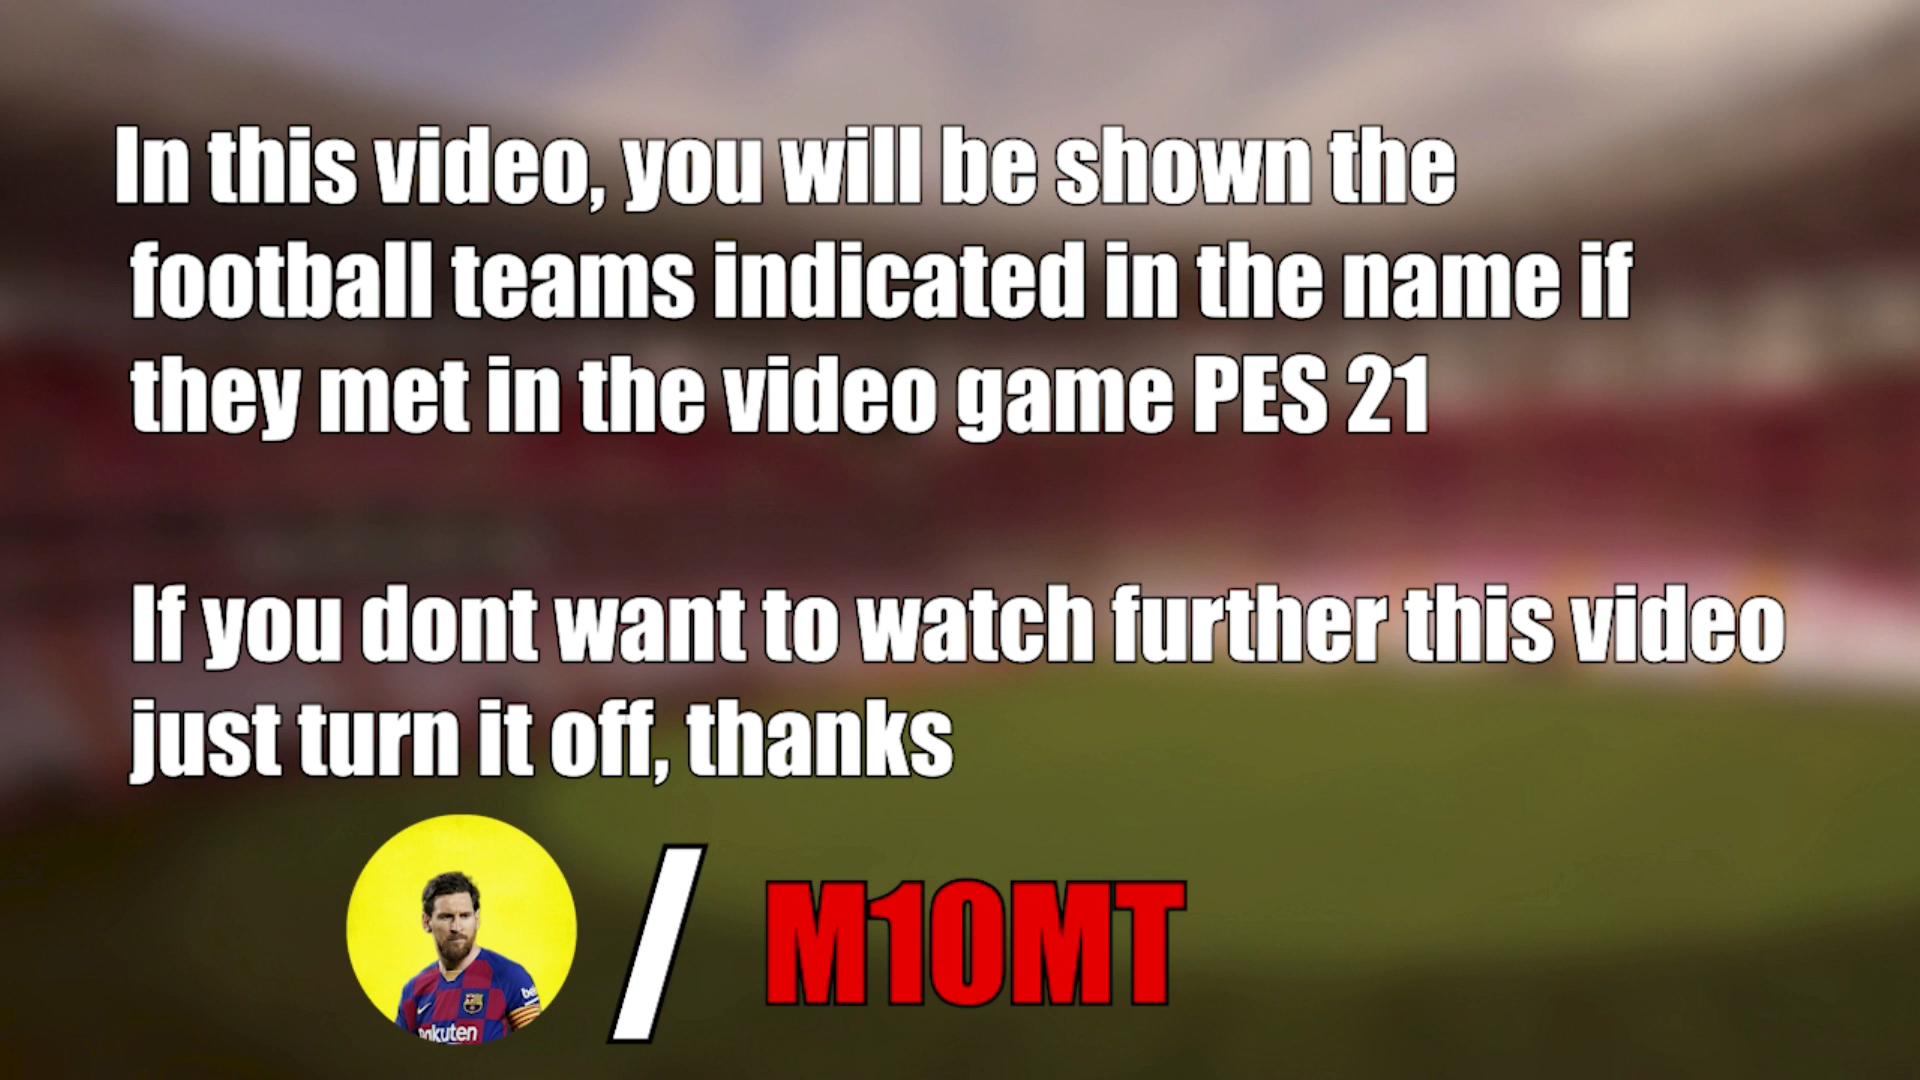 In this video, you will be shown the
football teams indicated in the name if
they met in the video game PES 21
If you dont want to watch further this video
just turn it off, thanks
/ M10MT
be
Rakuten